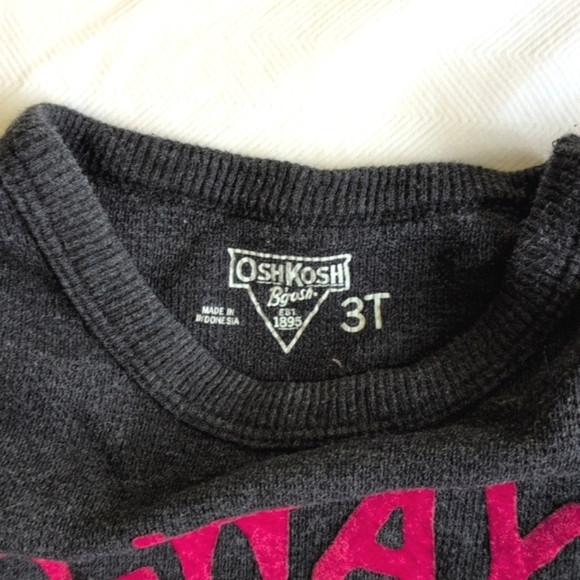 OSHKOSH
B'gosh
EST.
1895
MADE IN
INDONESIA
3T